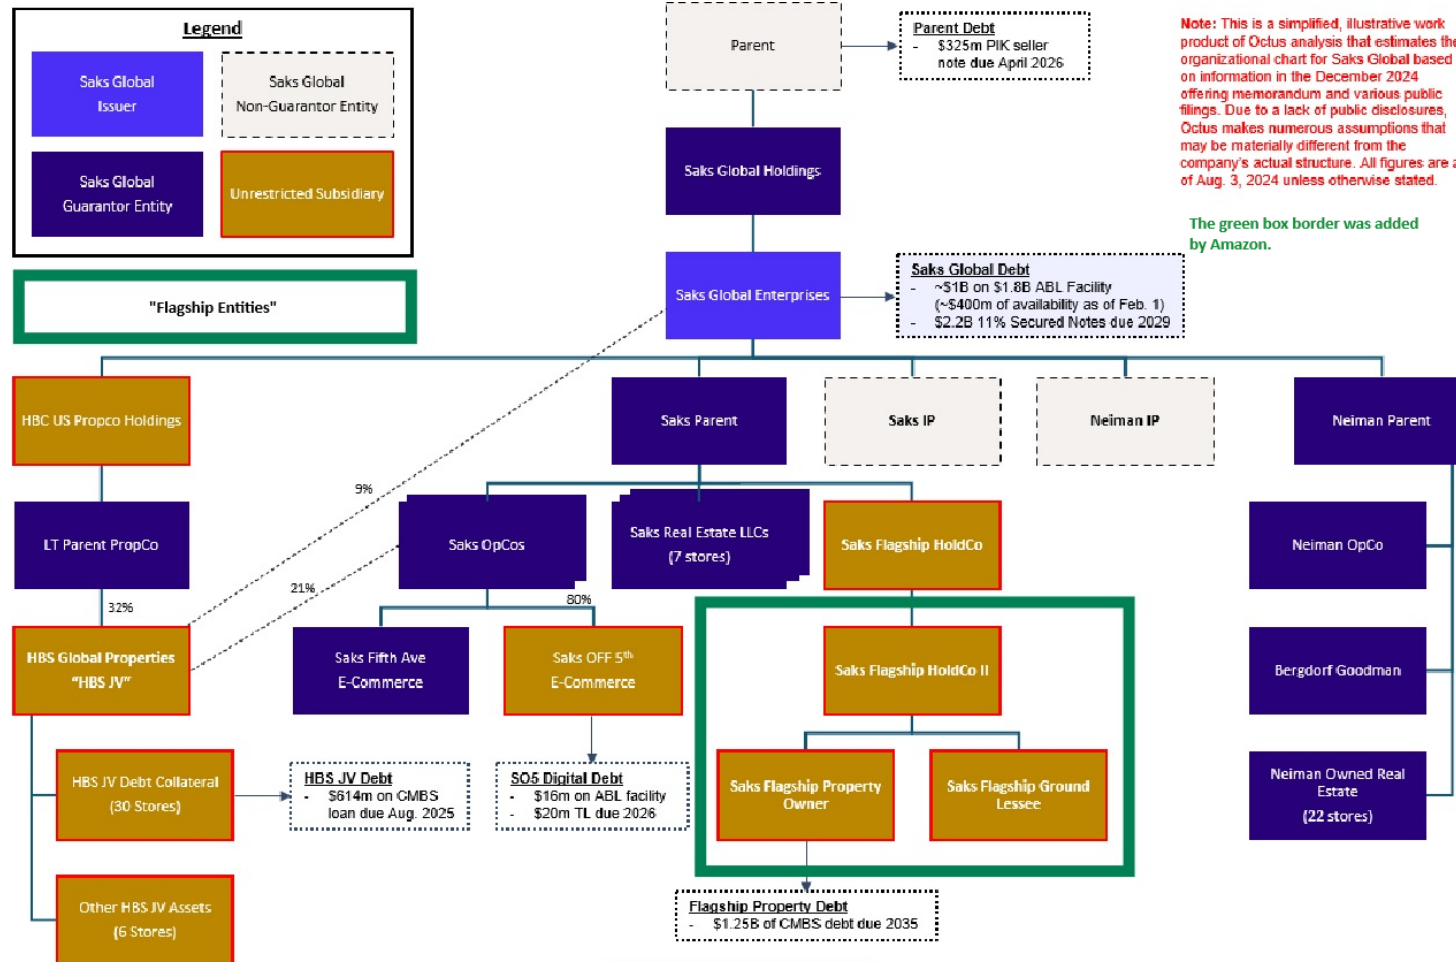 Legend
Saks Global
Issuer
Saks Global
Non-Guarantor Entity
Saks Global
Guarantor Entity
Unrestricted Subsidiary
"Flagship Entities"
Parent
Parent Debt
- $325m PIK seller
note due April 2026
Note: This is a simplified, illustrative work
product of Octus analysis that estimates the
organizational chart for Saks Global based
on information in the December 2024
offering memorandum and various public
filings. Due to a lack of public disclosures,
Octus makes numerous assumptions that
may be materially different from the
company's actual structure. All figures are a
of Aug. 3, 2024 unless otherwise stated.
The green box border was added
by Amazon.
Saks Global Holdings
Saks Global Enterprises
Saks Global Debt
- ~$1B on $1.8B ABL Facility
(~$400m of availability as of Feb. 1)
- $2.2B 11% Secured Notes due 2029
HBC US Propco Holdings
Saks Parent
Saks IP
Neiman IP
Neiman Parent
9%
LT Parent PropCo
Saks OpCos
Saks Real Estate LLCs
(7 stores)
Saks Flagship HoldCo
Neiman OpCo
21%
32%
80%
HBS Global Properties
"HBS JV"
Saks Fifth Ave
E-Commerce
Saks OFF 5th
E-Commerce
Saks Flagship HoldCo II
Bergdorf Goodman
HBS JV Debt Collateral
(30 Stores)
HBS JV Debt
- $614m on CMBS
loan due Aug. 2025
SO5 Digital Debt
- $16m on ABL facility
- $20m TL due 2026
Saks Flagship Property
Owner
Saks Flagship Ground
Lessee
Neiman Owned Real
Estate
(22 stores)
Other HBS JV Assets
(6 Stores)
Flagship Property Debt
- $1.25B of CMBS debt due 2035